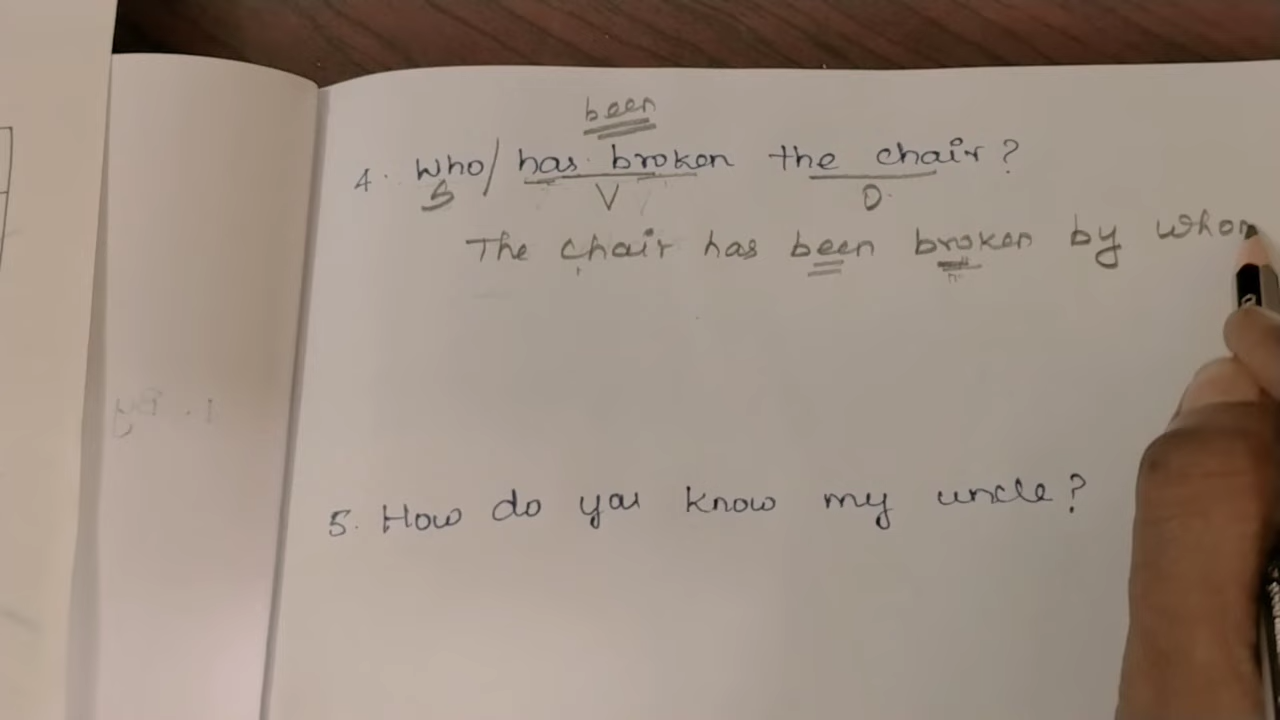 been
4. Who/ has broken the chair?
S V O
The chair has been broken by whom
5. How do you know my uncle?